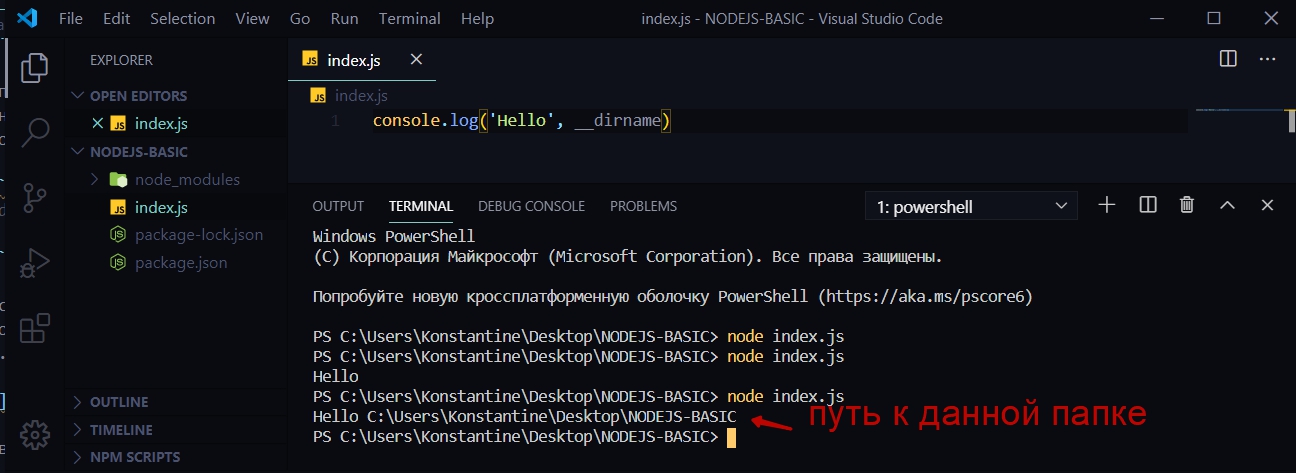 File Edit Selection View Go Run Terminal Help
index.js - NODEJS-BASIC - Visual Studio Code
EXPLORER
OPEN EDITORS
index.js
NODEJS-BASIC
node_modules
index.js
package-lock.json
package.json
OUTLINE
TIMELINE
NPM SCRIPTS
JS index.js
JS index.js
1 console.log('Hello', __dirname)
OUTPUT TERMINAL DEBUG CONSOLE PROBLEMS
1: powershell
Windows PowerShell
(C) Корпорация Майкрософт (Microsoft Corporation). Все права защищены.
Попробуйте новую кроссплатформенную оболочку PowerShell (https://aka.ms/pscore6)
PS C:\Users\Konstantine\Desktop\NODEJS-BASIC> node index.js
PS C:\Users\Konstantine\Desktop\NODEJS-BASIC> node index.js
Hello
PS C:\Users\Konstantine\Desktop\NODEJS-BASIC> node index.js
Hello C:\Users\Konstantine\Desktop\NODEJS-BASIC
путь к данной папке
PS C:\Users\Konstantine\Desktop\NODEJS-BASIC>